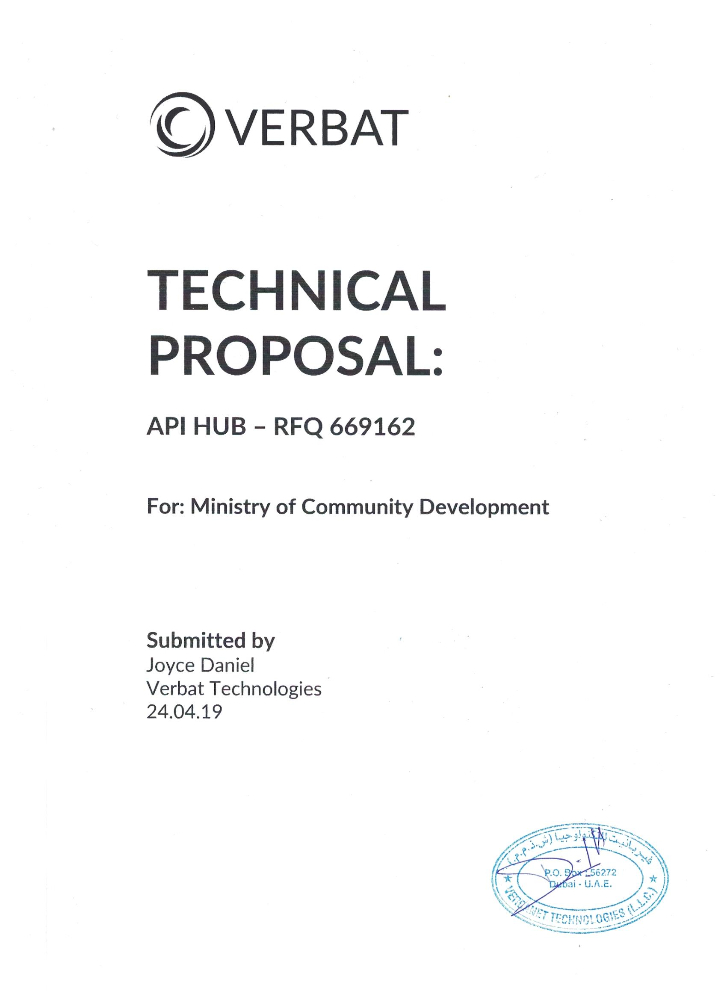 VERBAT
TECHNICAL
PROPOSAL:
API HUB – RFQ 669162
For: Ministry of Community Development
Submitted by
Joyce Daniel
Verbat Technologies
24.04.19
فيربانيت للتكنولوجيا (ش.ذ.م.م.)
P.O. Box 56272
Dubai - U.A.E.
VERBANET TECHNOLOGIES (L.L.C.)